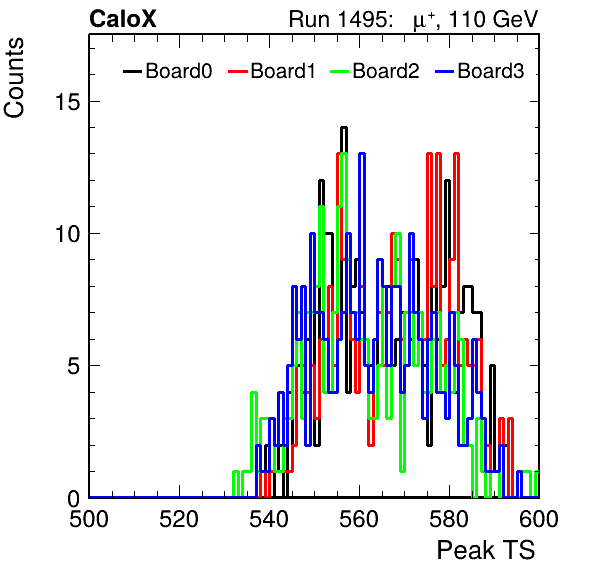 CaloX Run 1495: μ⁺, 110 GeV
Counts
Board0 Board1 Board2 Board3
15
10
5
0
500 520 540 560 580 600
Peak TS